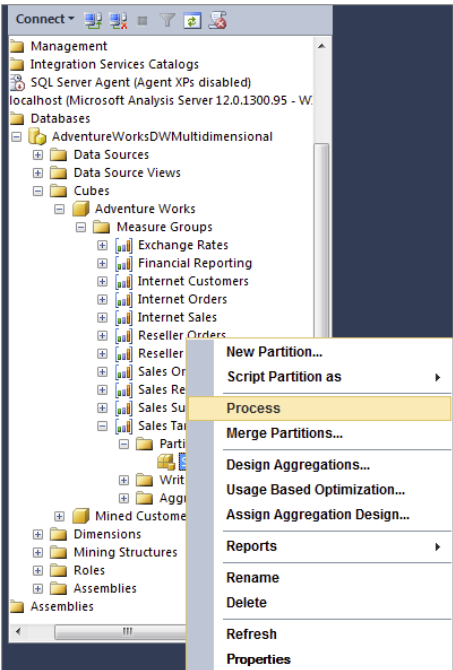 Connect
Management
Integration Services Catalogs
SQL Server Agent (Agent XPs disabled)
localhost (Microsoft Analysis Server 12.0.1300.95 - W
Databases
AdventureWorksDWMultidimensional
Data Sources
Data Source Views
Cubes
Adventure Works
Measure Groups
Exchange Rates
Financial Reporting
Internet Customers
Internet Orders
Internet Sales
Reseller Orders
Reseller
Sales Or
Sales Re
Sales Su
Sales Tar
Parti
S
Writ
Aggr
Mined Custome
Dimensions
Mining Structures
Roles
Assemblies
Assemblies
New Partition...
Script Partition as
Process
Merge Partitions...
Design Aggregations...
Usage Based Optimization...
Assign Aggregation Design...
Reports
Rename
Delete
Refresh
Properties